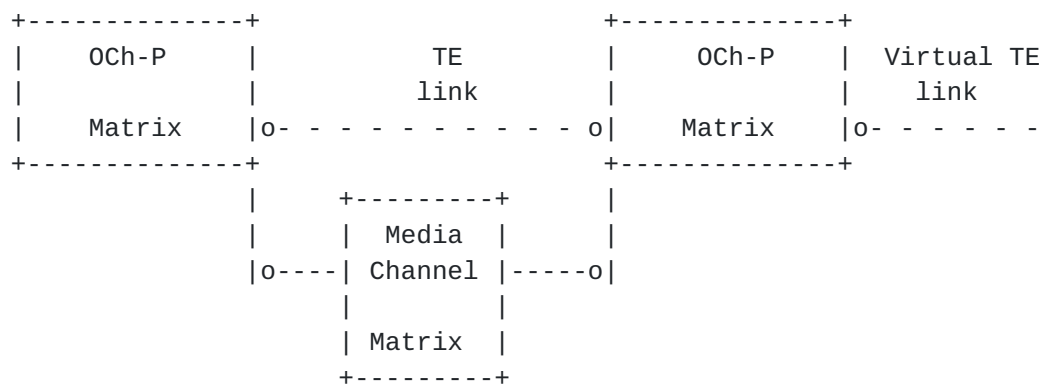 +--------------+                      +--------------+
|     OCh-P    |           TE         |     OCh-P    |  Virtual TE
|              |          link        |              |    link
|     Matrix   |o- - - - - - - - - - o|    Matrix    |o- - - - - -
+--------------+                      +--------------+
               |     +---------+      |
               |     |  Media  |      |
               |o----| Channel |-----o|
                     |         |
                     | Matrix  |
                     +---------+